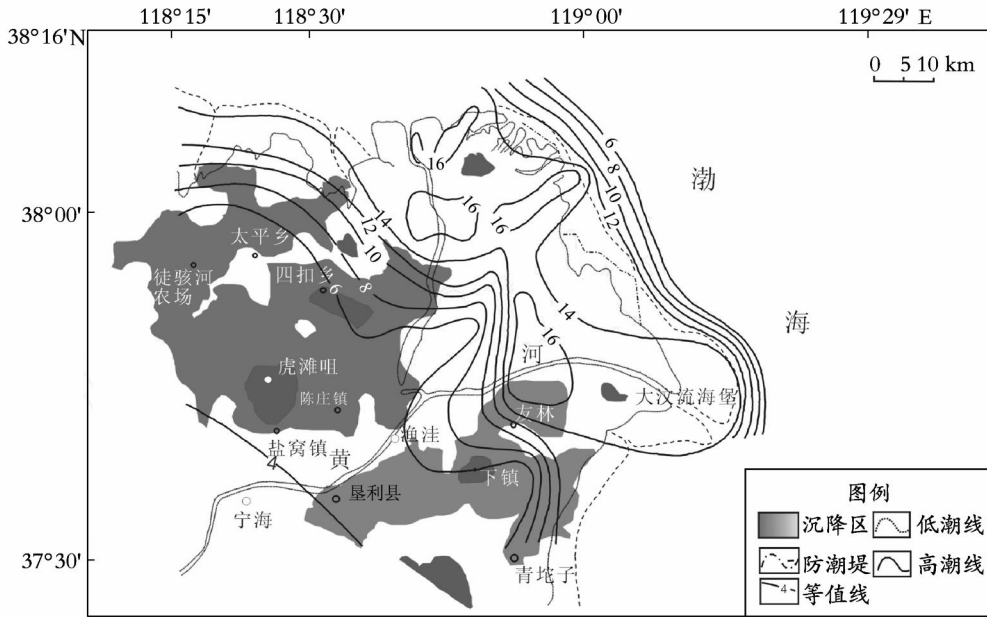 118°15′ 118°30′ 119°00′ 119°29′ E
38°16′N
0 5 10 km
6
8
10
12
渤
海
16
16
16
38°00′
太平乡
徒骇河
农场
四扣乡
14
12
10
8
6
14
16
河
虎滩咀
陈庄镇
大汶流海堡
友林
盐窝镇
渔洼
4
黄
下镇
垦利县
宁海
37°30′
青坨子
图例
沉降区 低潮线
防潮堤 高潮线
4 等值线